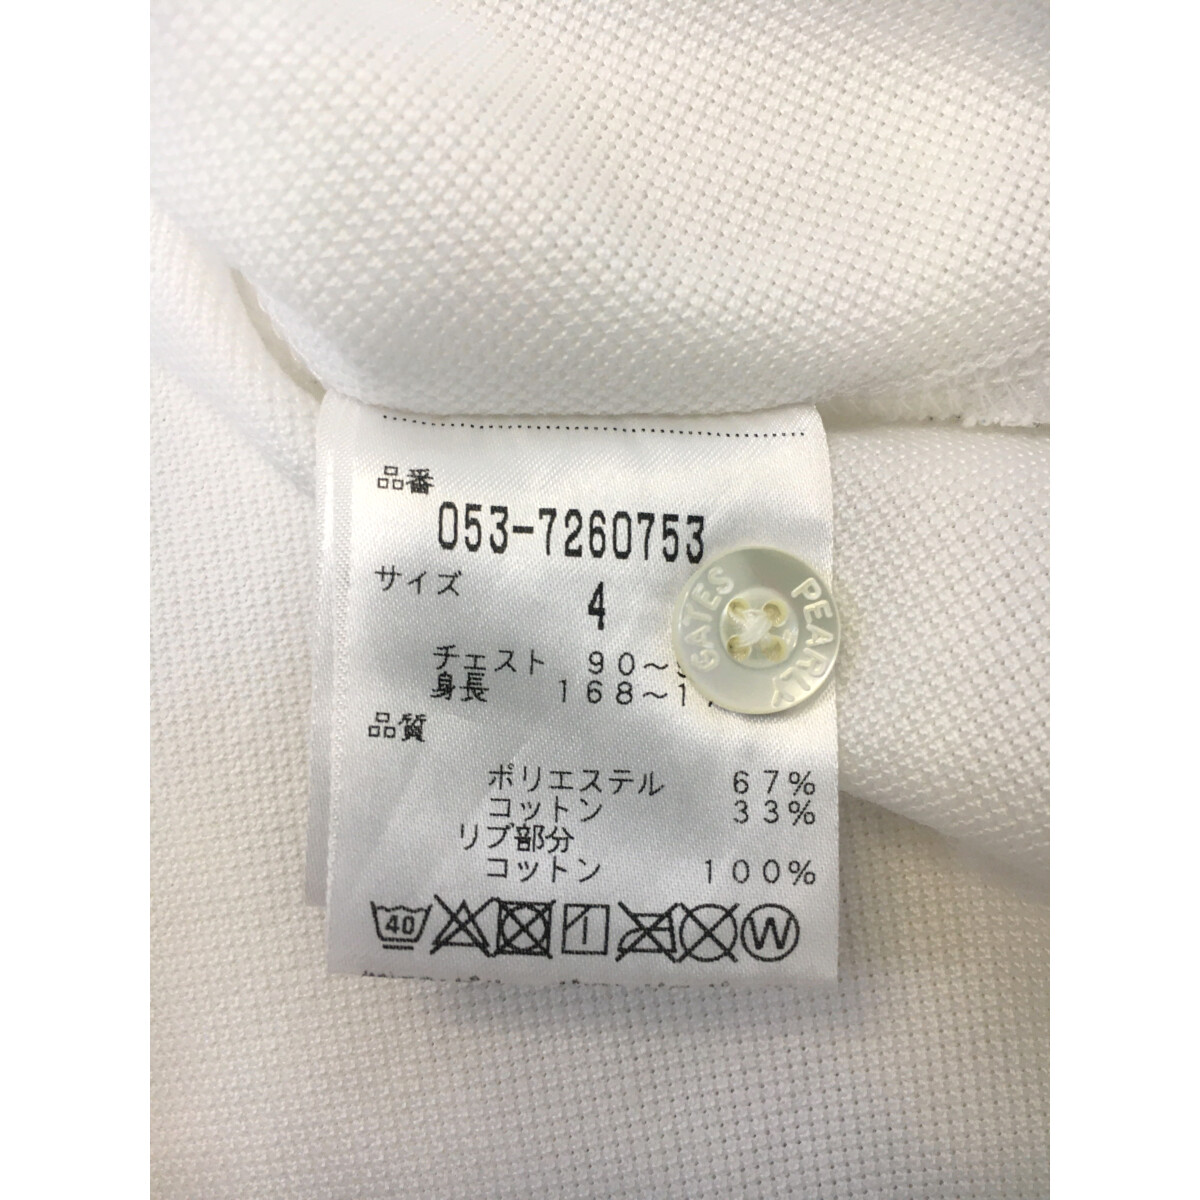 品番
053-7260753
サイズ
4
チェスト 90～
身長 168～17
品質
ポリエステル 67%
コットン 33%
リブ部分
コットン 100%
40
W
PEARLY GATES